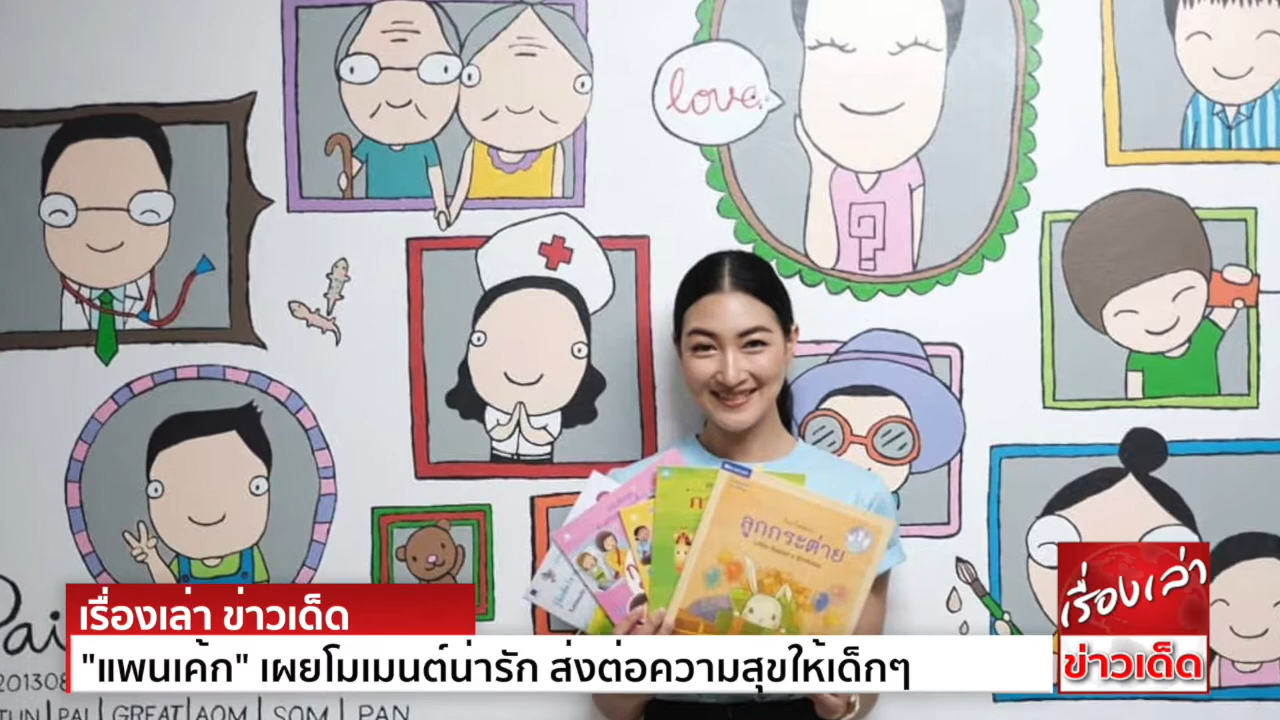 love
ลูกกระต่าย
Pai
TUN | PAI | GREAT | AOM | SOM | PAN
เรื่องเล่า ข่าวเด็ด
"แพนเค้ก" เผยโมเมนต์น่ารัก ส่งต่อความสุขให้เด็กๆ
เรื่องเล่า
ข่าวเด็ด